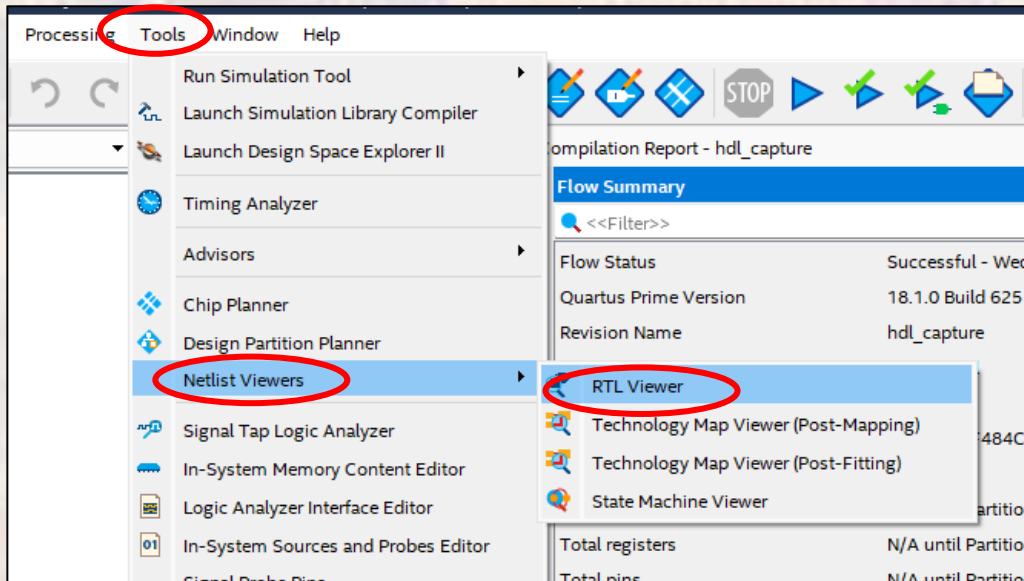 Processing Tools Window Help
Run Simulation Tool
Launch Simulation Library Compiler
Launch Design Space Explorer II
Timing Analyzer
Advisors
Chip Planner
Design Partition Planner
Netlist Viewers
Signal Tap Logic Analyzer
In-System Memory Content Editor
Logic Analyzer Interface Editor
In-System Sources and Probes Editor
RTL Viewer
Technology Map Viewer (Post-Mapping)
Technology Map Viewer (Post-Fitting)
State Machine Viewer
STOP
ompilation Report - hdl_capture
Flow Summary
<<Filter>>
Flow Status Successful - Wed
Quartus Prime Version 18.1.0 Build 625
Revision Name hdl_capture
F484C
artitio
Total registers N/A until Partitio
Total pins N/A until Partitio